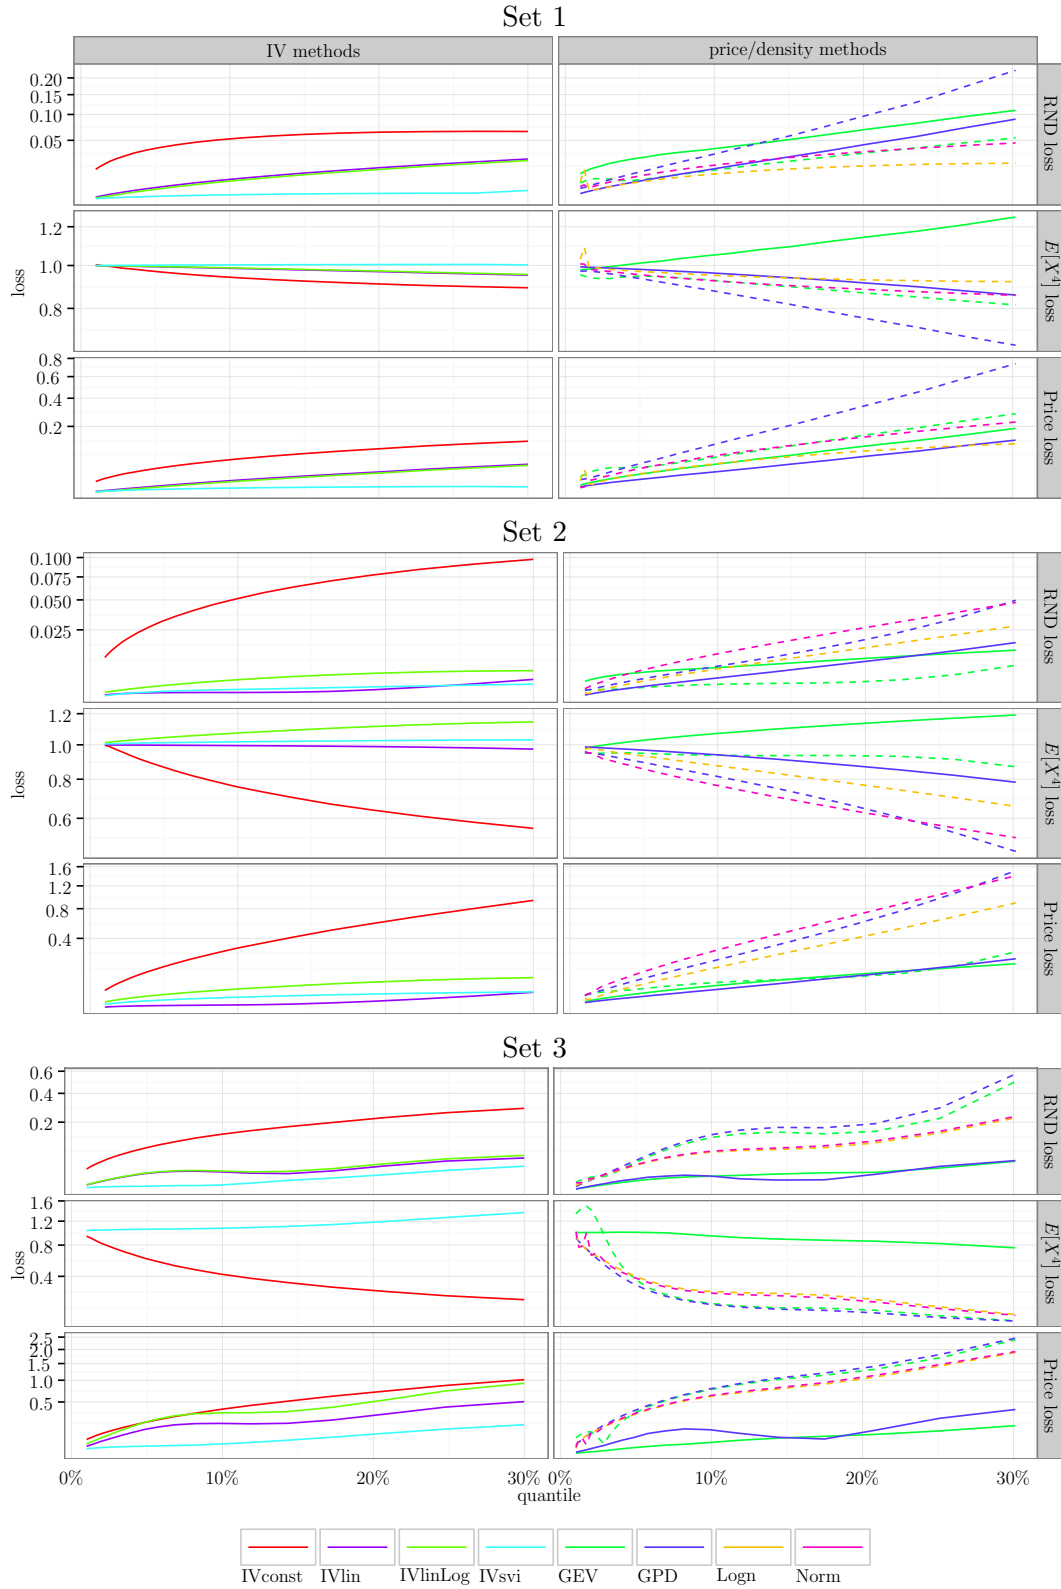 Set 1
IV methods
price/density methods
0.20
0.15
0.10
0.05
RND loss
1.2
1.0
0.8
E[X⁴] loss
loss
0.8
0.6
0.4
0.2
Price loss
Set 2
0.100
0.075
0.050
0.025
RND loss
1.2
1.0
0.8
0.6
E[X⁴] loss
loss
1.6
1.2
0.8
0.4
Price loss
Set 3
0.6
0.4
0.2
RND loss
1.6
1.2
0.8
0.4
E[X⁴] loss
loss
2.5
2.0
1.5
1.0
0.5
Price loss
0% 10% 20% 30% 0% 10% 20% 30%
quantile
IVconst IVlin IVlinLog IVsvi GEV GPD Logn Norm